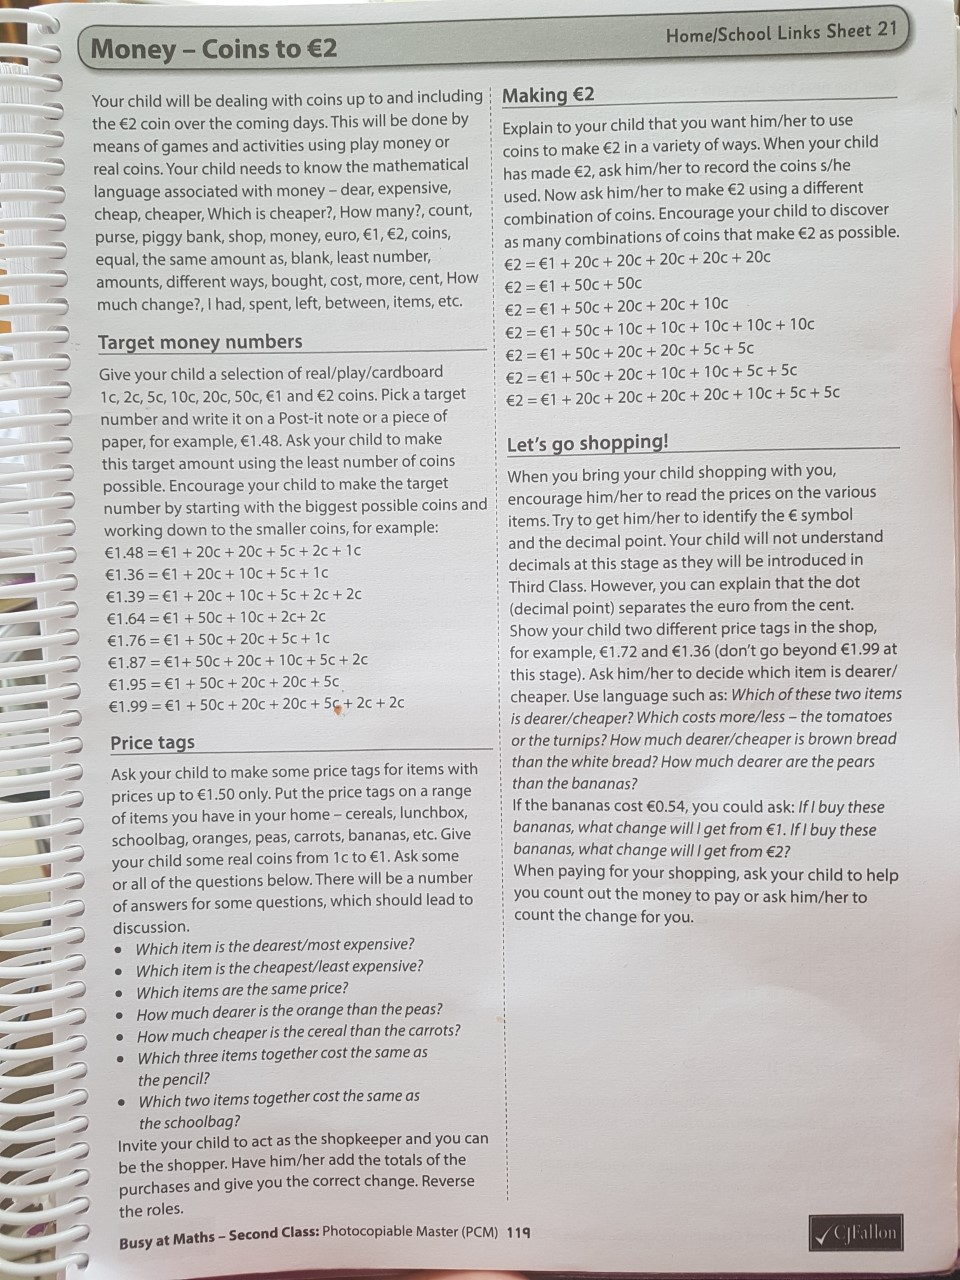 Money – Coins to €2
Home/School Links Sheet 21
Your child will be dealing with coins up to and including
the €2 coin over the coming days. This will be done by
means of games and activities using play money or
real coins. Your child needs to know the mathematical
language associated with money – dear, expensive,
cheap, cheaper, Which is cheaper?, How many?, count,
purse, piggy bank, shop, money, euro, €1, €2, coins,
equal, the same amount as, blank, least number,
amounts, different ways, bought, cost, more, cent, How
much change?, I had, spent, left, between, items, etc.
Target money numbers
Give your child a selection of real/play/cardboard
1c, 2c, 5c, 10c, 20c, 50c, €1 and €2 coins. Pick a target
number and write it on a Post-it note or a piece of
paper, for example, €1.48. Ask your child to make
this target amount using the least number of coins
possible. Encourage your child to make the target
number by starting with the biggest possible coins and
working down to the smaller coins, for example:
€1.48 = €1 + 20c + 20c + 5c + 2c + 1c
€1.36 = €1 + 20c + 10c + 5c + 1c
€1.39 = €1 + 20c + 10c + 5c + 2c + 2c
€1.64 = €1 + 50c + 10c + 2c+ 2c
€1.76 = €1 + 50c + 20c + 5c + 1c
€1.87 = €1+ 50c + 20c + 10c + 5c + 2c
€1.95 = €1 + 50c + 20c + 20c + 5c
€1.99 = €1 + 50c + 20c + 20c + 5c + 2c + 2c
Price tags
Ask your child to make some price tags for items with
prices up to €1.50 only. Put the price tags on a range
of items you have in your home – cereals, lunchbox,
schoolbag, oranges, peas, carrots, bananas, etc. Give
your child some real coins from 1c to €1. Ask some
or all of the questions below. There will be a number
of answers for some questions, which should lead to
discussion.
• Which item is the dearest/most expensive?
• Which item is the cheapest/least expensive?
• Which items are the same price?
• How much dearer is the orange than the peas?
• How much cheaper is the cereal than the carrots?
• Which three items together cost the same as
the pencil?
• Which two items together cost the same as
the schoolbag?
Invite your child to act as the shopkeeper and you can
be the shopper. Have him/her add the totals of the
purchases and give you the correct change. Reverse
the roles.
Making €2
Explain to your child that you want him/her to use
coins to make €2 in a variety of ways. When your child
has made €2, ask him/her to record the coins s/he
used. Now ask him/her to make €2 using a different
combination of coins. Encourage your child to discover
as many combinations of coins that make €2 as possible.
€2 = €1 + 20c + 20c + 20c + 20c + 20c
€2 = €1 + 50c + 50c
€2 = €1 + 50c + 20c + 20c + 10c
€2 = €1 + 50c + 10c + 10c + 10c + 10c + 10c
€2 = €1 + 50c + 20c + 20c + 5c + 5c
€2 = €1 + 50c + 20c + 10c + 10c + 5c + 5c
€2 = €1 + 20c + 20c + 20c + 20c + 10c + 5c + 5c
Let's go shopping!
When you bring your child shopping with you,
encourage him/her to read the prices on the various
items. Try to get him/her to identify the € symbol
and the decimal point. Your child will not understand
decimals at this stage as they will be introduced in
Third Class. However, you can explain that the dot
(decimal point) separates the euro from the cent.
Show your child two different price tags in the shop,
for example, €1.72 and €1.36 (don't go beyond €1.99 at
this stage). Ask him/her to decide which item is dearer/
cheaper. Use language such as: Which of these two items
is dearer/cheaper? Which costs more/less – the tomatoes
or the turnips? How much dearer/cheaper is brown bread
than the white bread? How much dearer are the pears
than the bananas?
If the bananas cost €0.54, you could ask: If I buy these
bananas, what change will I get from €1. If I buy these
bananas, what change will I get from €2?
When paying for your shopping, ask your child to help
you count out the money to pay or ask him/her to
count the change for you.
Busy at Maths – Second Class: Photocopiable Master (PCM) 119
CJFallon